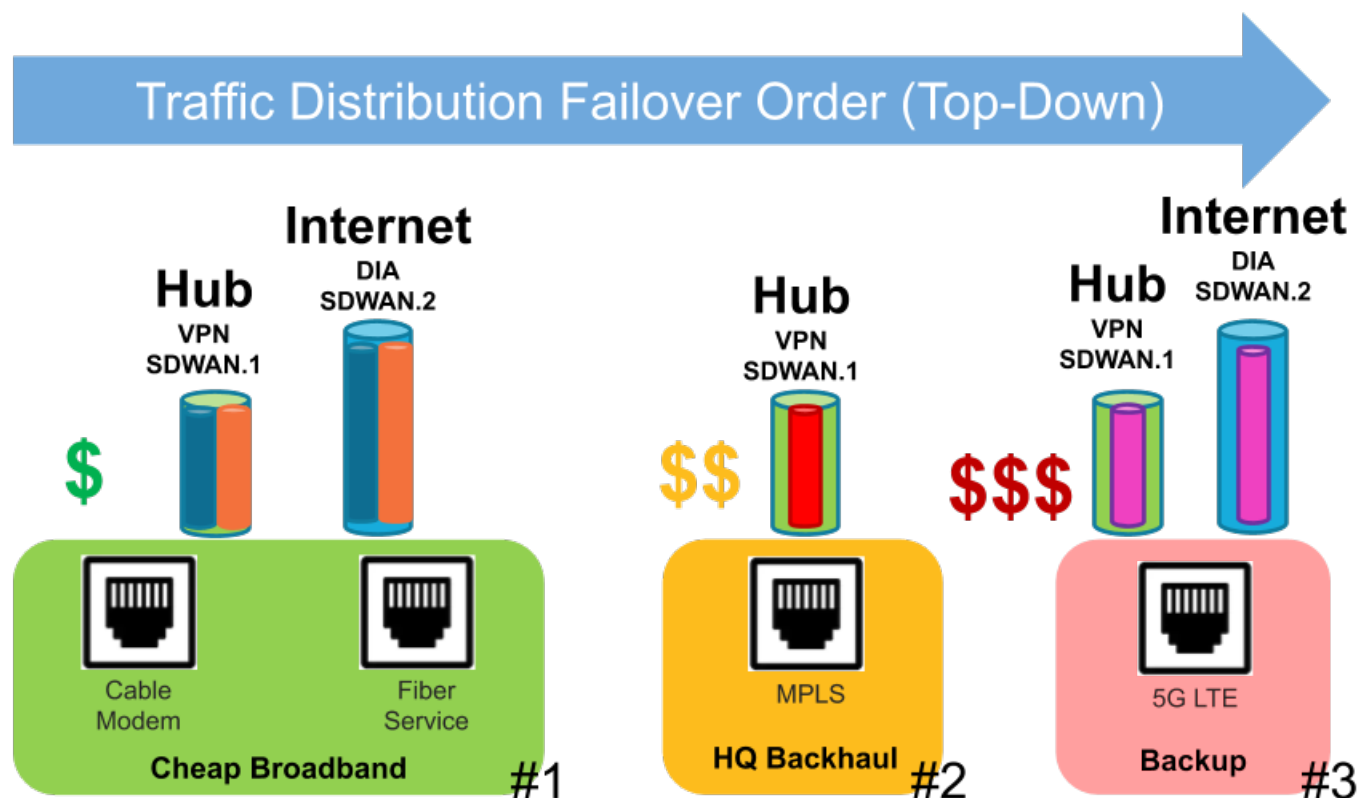 Traffic Distribution Failover Order (Top-Down)
Internet
DIA
SDWAN.2
Hub
VPN
SDWAN.1
$
Cable
Modem
Fiber
Service
Cheap Broadband
#1
Hub
VPN
SDWAN.1
$$
MPLS
HQ Backhaul
#2
Internet
DIA
SDWAN.2
Hub
VPN
SDWAN.1
$$$
5G LTE
Backup
#3